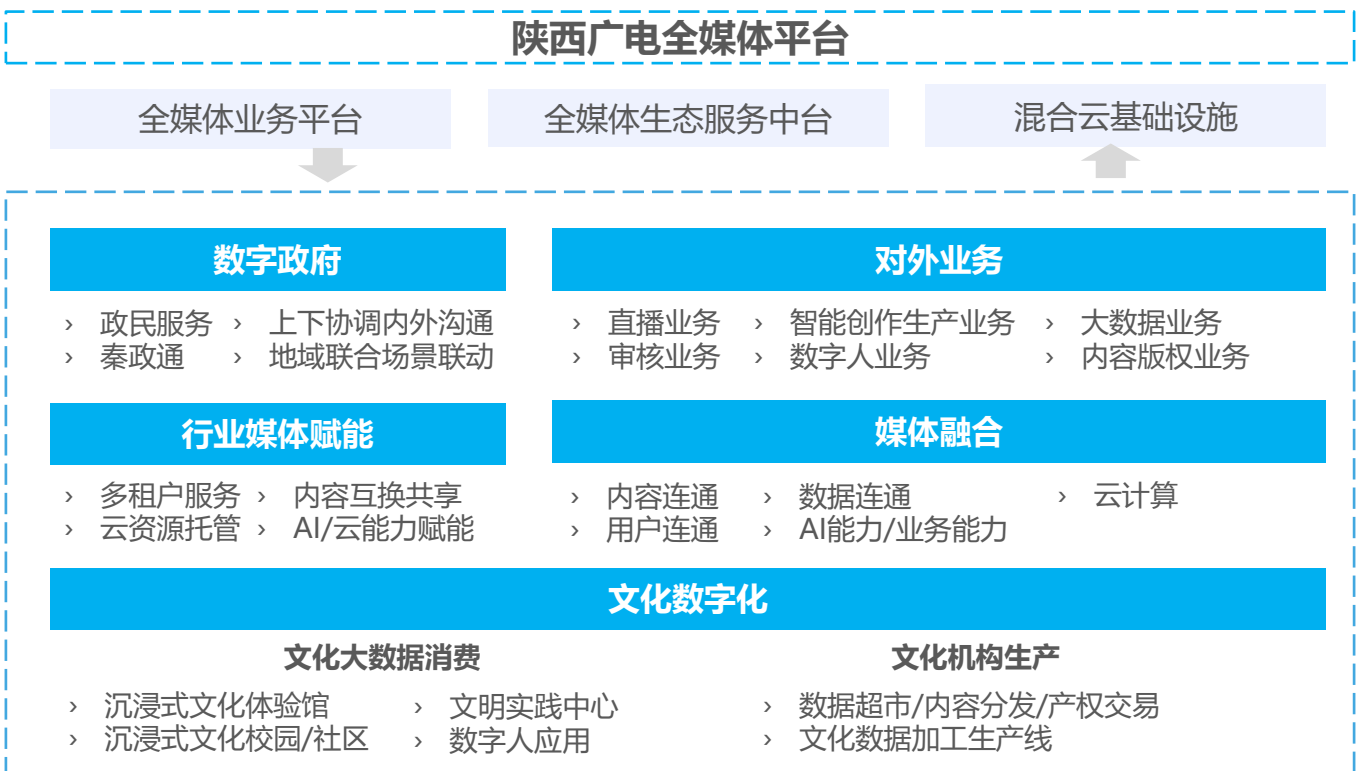 陕西广电全媒体平台
全媒体业务平台 全媒体生态服务中台 混合云基础设施
数字政府 对外业务
› 政民服务 › 上下协调内外沟通 › 直播业务 › 智能创作生产业务 › 大数据业务
› 秦政通 › 地域联合场景联动 › 审核业务 › 数字人业务 › 内容版权业务
行业媒体赋能 媒体融合
› 多租户服务 › 内容互换共享 › 内容连通 › 数据连通 › 云计算
› 云资源托管 › AI/云能力赋能 › 用户连通 › AI能力/业务能力
文化数字化
文化大数据消费 文化机构生产
› 沉浸式文化体验馆 › 文明实践中心 › 数据超市/内容分发/产权交易
› 沉浸式文化校园/社区 › 数字人应用 › 文化数据加工生产线